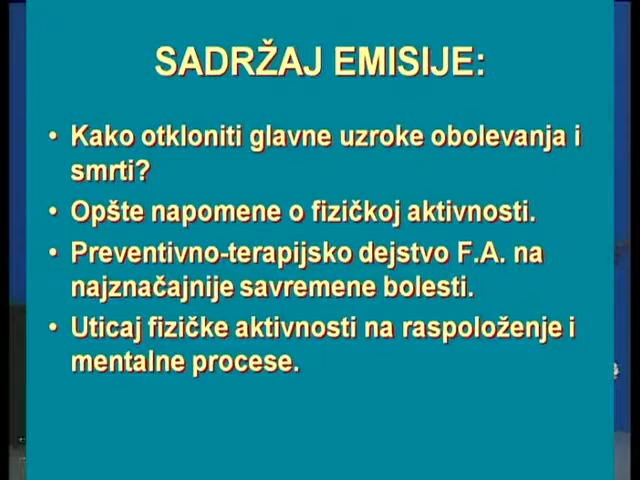 SADRŽAJ EMISIJE:
• Kako otkloniti glavne uzroke obolevanja i
smrti?
• Opšte napomene o fizičkoj aktivnosti.
• Preventivno-terapijsko dejstvo F.A. na
najznačajnije savremene bolesti.
• Uticaj fizičke aktivnosti na raspoloženje i
mentalne procese.